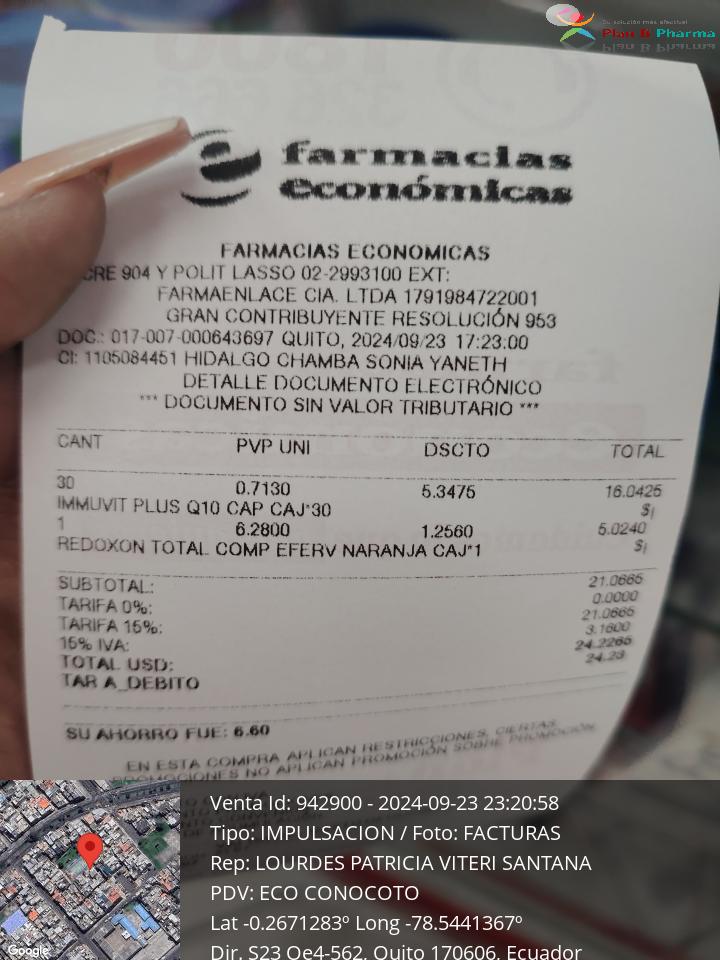 Su solución más efectiva!
Plan B Pharma
farmacias
económicas
FARMACIAS ECONOMICAS
CRE 904 Y POLIT LASSO 02-2993100 EXT:
FARMAENLACE CIA. LTDA 1791984722001
GRAN CONTRIBUYENTE RESOLUCIÓN 953
DOC.: 017-007-000643697 QUITO, 2024/09/23 17:23:00
CI: 1105084451 HIDALGO CHAMBA SONIA YANETH
DETALLE DOCUMENTO ELECTRÓNICO
*** DOCUMENTO SIN VALOR TRIBUTARIO ***
CANT PVP UNI DSCTO TOTAL
30 0.7130 5.3475 16.0425
IMMUVIT PLUS Q10 CAP CAJ*30 $¡
1 6.2800 1.2560 5.0240
REDOXON TOTAL COMP EFERV NARANJA CAJ*1 $¡
SUBTOTAL: 21.0665
TARIFA 0%: 0.0000
TARIFA 15%: 21.0665
15% IVA: 3.1600
TOTAL USD: 24.2265
TAR A_DEBITO 24.23
SU AHORRO FUE: 6.60
EN ESTA COMPRA APLICAN RESTRICCIONES, CIERTAS
PROMOCIONES NO APLICAN PROMOCIÓN SOBRE PROMOCIÓN
Venta Id: 942900 - 2024-09-23 23:20:58
Tipo: IMPULSACION / Foto: FACTURAS
Rep: LOURDES PATRICIA VITERI SANTANA
PDV: ECO CONOCOTO
Lat -0.2671283º Long -78.5441367º
Dir. S23 Oe4-562, Quito 170606, Ecuador
Google